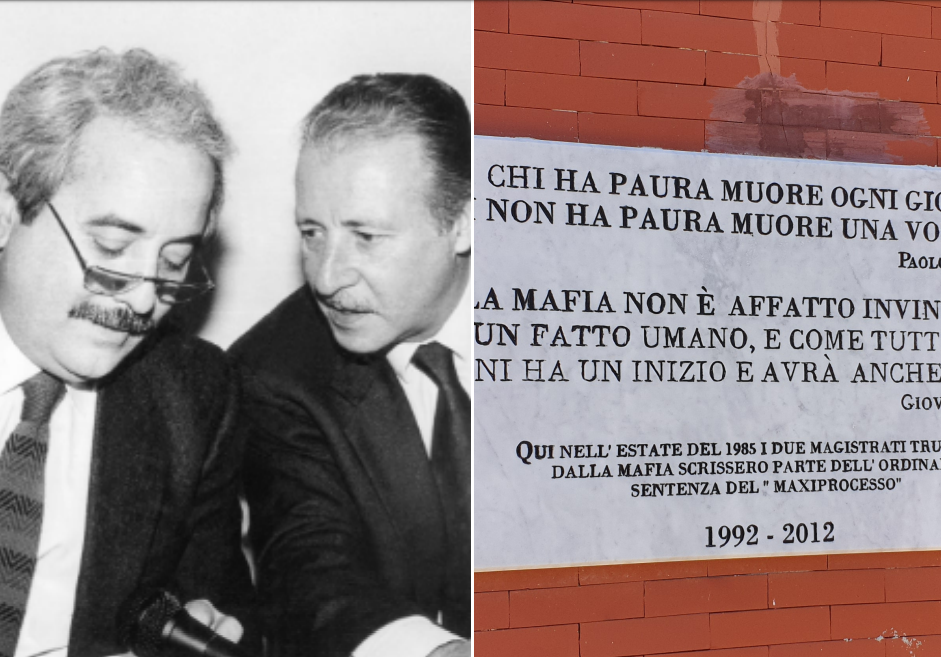 CHI HA PAURA MUORE OGNI GIO
I NON HA PAURA MUORE UNA VO
PAOLO
LA MAFIA NON È AFFATTO INVIN
UN FATTO UMANO, E COME TUTT
NI HA UN INIZIO E AVRÀ ANCHE
GIOV
QUI NELL' ESTATE DEL 1985 I DUE MAGISTRATI TRU
DALLA MAFIA SCRISSERO PARTE DELL' ORDINA
SENTENZA DEL " MAXIPROCESSO"
1992 - 2012